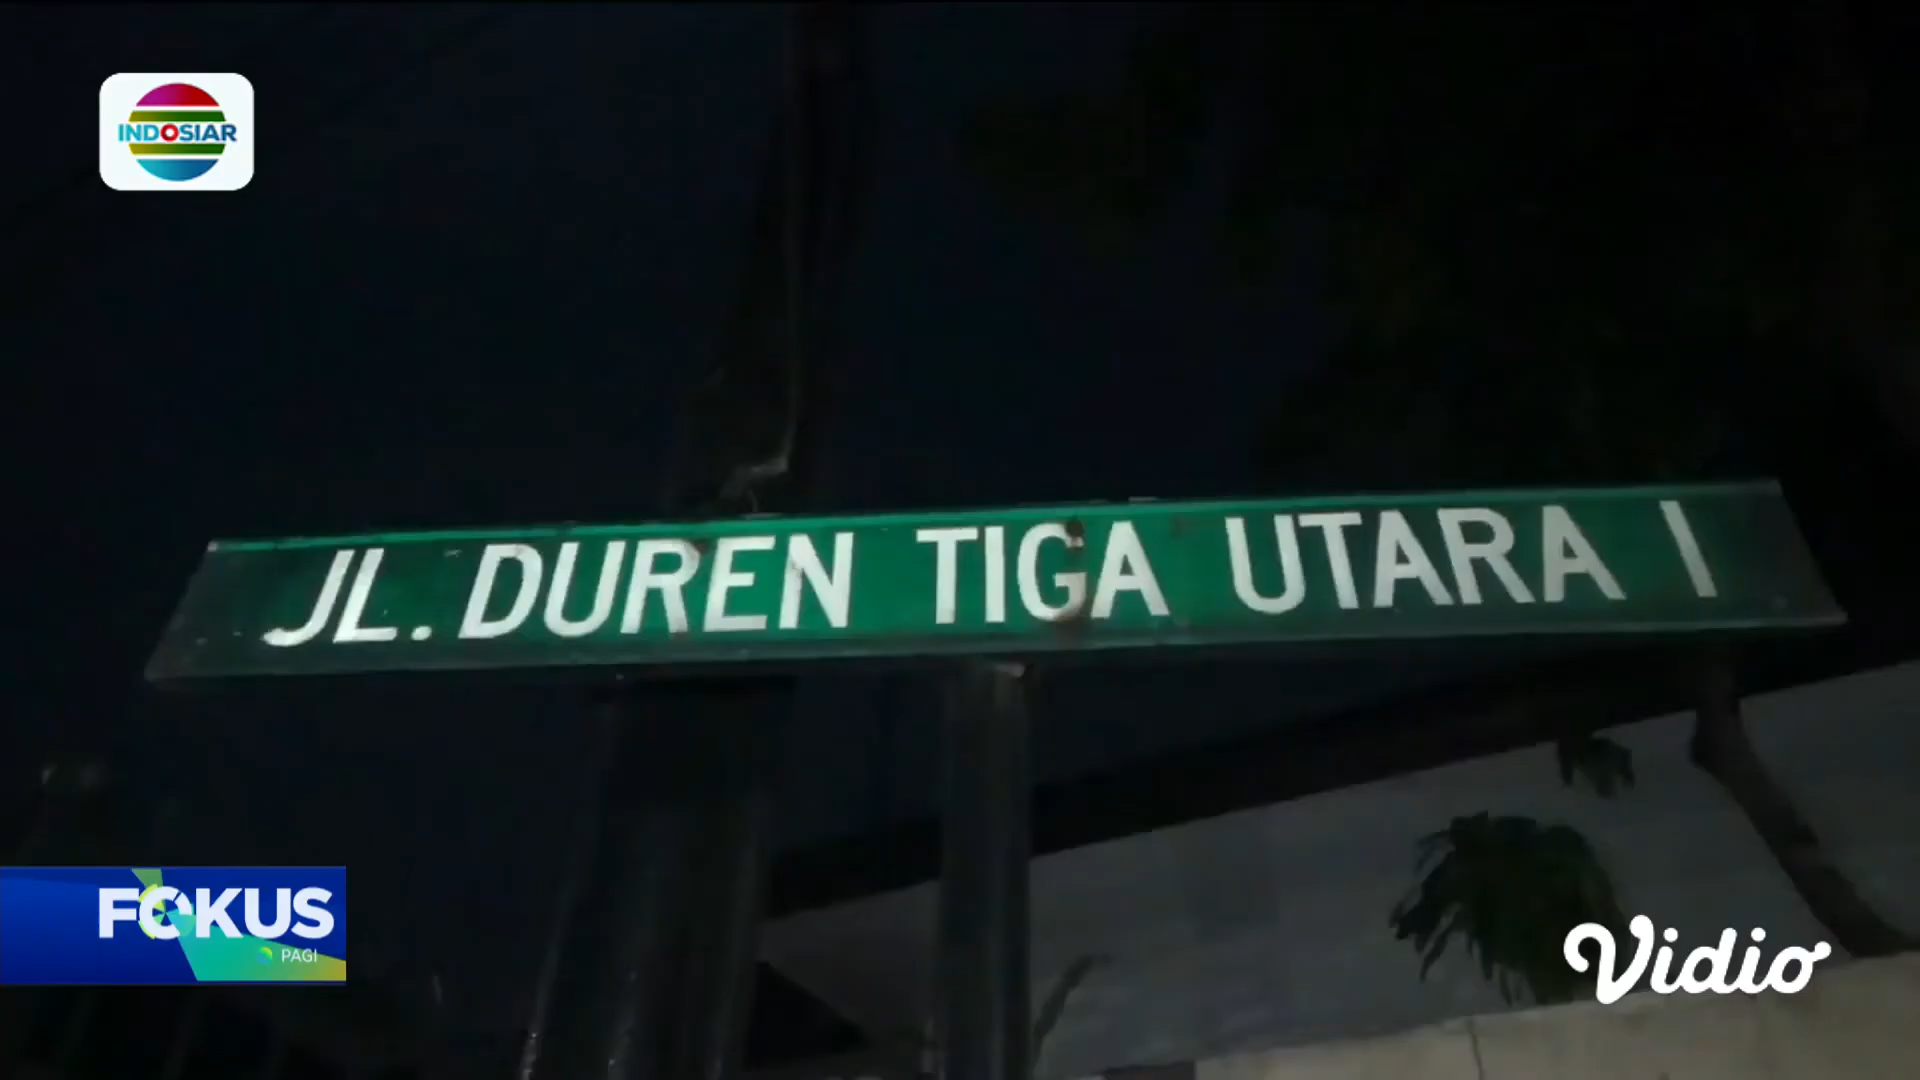 INDOSIAR
JL. DUREN TIGA UTARA I
FOKUS
PAGI
Vidio